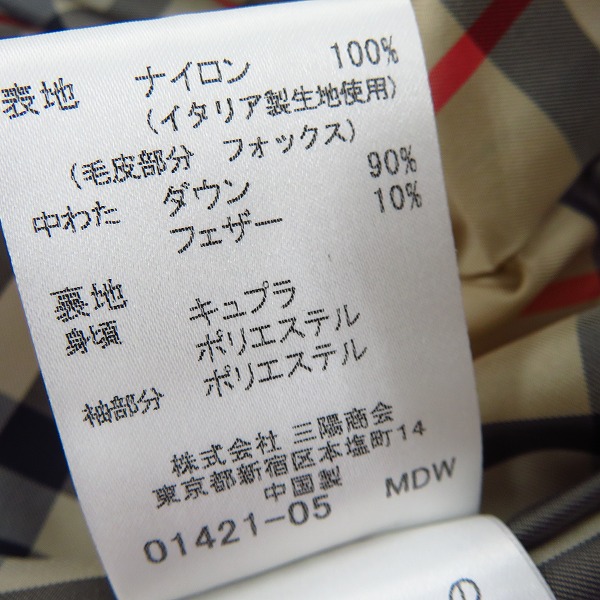 表地 ナイロン 100%
(イタリア製生地使用)
(毛皮部分 フォックス)
中わた ダウン 90%
フェザー 10%
裏地 キュプラ
身頃 ポリエステル
袖部分 ポリエステル
株式会社 三陽商会
東京都新宿区本塩町14
中国製
01421-05 MDW